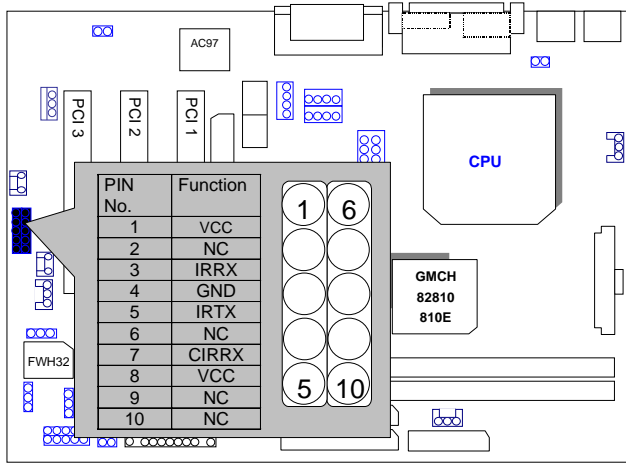 AC97
PCI 3
PCI 2
PCI 1
CPU
PIN No. Function
1 VCC
2 NC
3 IRRX
4 GND
5 IRTX
6 NC
7 CIRRX
8 VCC
9 NC
10 NC
1 6
5 10
GMCH
82810
810E
FWH32